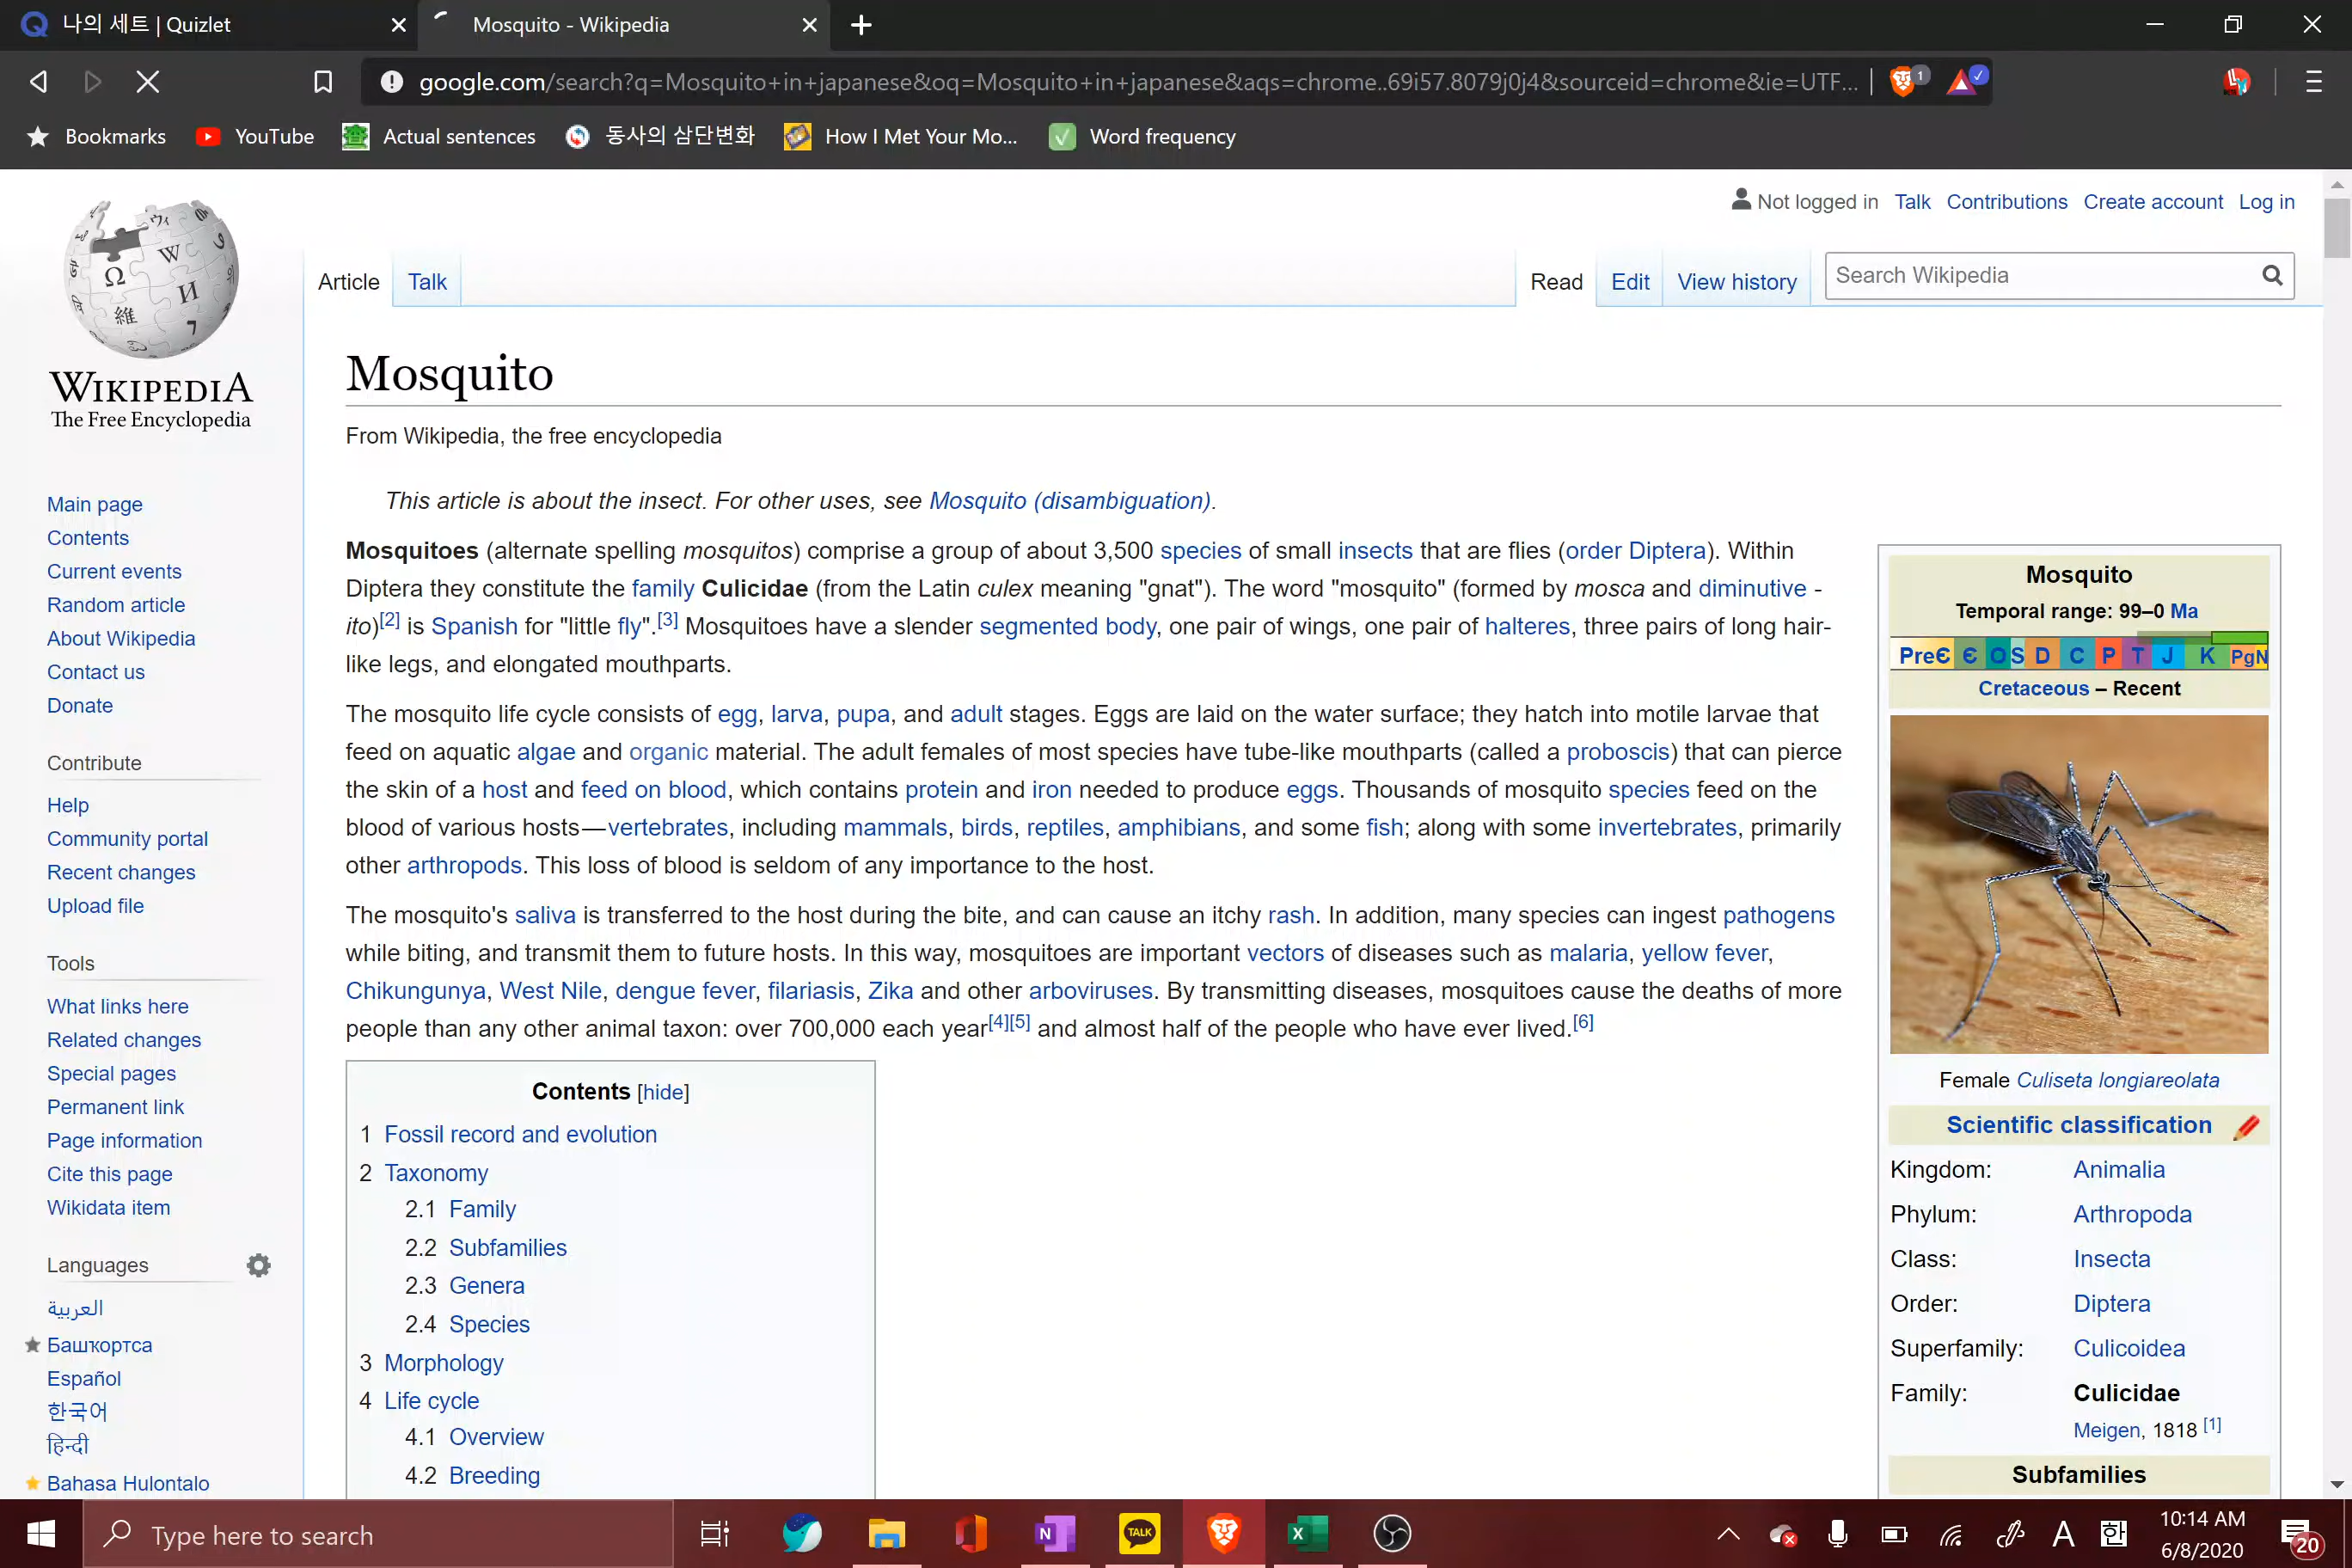 나의 세트 | Quizlet
Mosquito - Wikipedia
google.com/search?q=Mosquito+in+japanese&oq=Mosquito+in+japanese&aqs=chrome..69i57.8079j0j4&sourceid=chrome&ie=UTF...
1
Bookmarks
YouTube
Actual sentences
동사의 삼단변화
How I Met Your Mo...
Word frequency
Not logged in Talk Contributions Create account Log in
Article Talk
Read Edit View history
Search Wikipedia
WIKIPEDIA
The Free Encyclopedia
Main page
Contents
Current events
Random article
About Wikipedia
Contact us
Donate
Contribute
Help
Community portal
Recent changes
Upload file
Tools
What links here
Related changes
Special pages
Permanent link
Page information
Cite this page
Wikidata item
Languages
العربية
Башҡортса
Español
한국어
हिन्दी
Bahasa Hulontalo
Mosquito
From Wikipedia, the free encyclopedia
This article is about the insect. For other uses, see Mosquito (disambiguation).
Mosquitoes (alternate spelling mosquitos) comprise a group of about 3,500 species of small insects that are flies (order Diptera). Within
Diptera they constitute the family Culicidae (from the Latin culex meaning "gnat"). The word "mosquito" (formed by mosca and diminutive -
ito)[2] is Spanish for "little fly".[3] Mosquitoes have a slender segmented body, one pair of wings, one pair of halteres, three pairs of long hair-
like legs, and elongated mouthparts.
The mosquito life cycle consists of egg, larva, pupa, and adult stages. Eggs are laid on the water surface; they hatch into motile larvae that
feed on aquatic algae and organic material. The adult females of most species have tube-like mouthparts (called a proboscis) that can pierce
the skin of a host and feed on blood, which contains protein and iron needed to produce eggs. Thousands of mosquito species feed on the
blood of various hosts—vertebrates, including mammals, birds, reptiles, amphibians, and some fish; along with some invertebrates, primarily
other arthropods. This loss of blood is seldom of any importance to the host.
The mosquito's saliva is transferred to the host during the bite, and can cause an itchy rash. In addition, many species can ingest pathogens
while biting, and transmit them to future hosts. In this way, mosquitoes are important vectors of diseases such as malaria, yellow fever,
Chikungunya, West Nile, dengue fever, filariasis, Zika and other arboviruses. By transmitting diseases, mosquitoes cause the deaths of more
people than any other animal taxon: over 700,000 each year[4][5] and almost half of the people who have ever lived.[6]
Contents [hide]
1 Fossil record and evolution
2 Taxonomy
2.1 Family
2.2 Subfamilies
2.3 Genera
2.4 Species
3 Morphology
4 Life cycle
4.1 Overview
4.2 Breeding
Mosquito
Temporal range: 99–0 Ma
PreЄ Є O S D C P T J K PgN
Cretaceous – Recent
Female Culiseta longiareolata
Scientific classification
Kingdom: Animalia
Phylum: Arthropoda
Class: Insecta
Order: Diptera
Superfamily: Culicoidea
Family: Culicidae
Meigen, 1818 [1]
Subfamilies
Type here to search
N
TALK
X
A 한
10:14 AM
6/8/2020
20